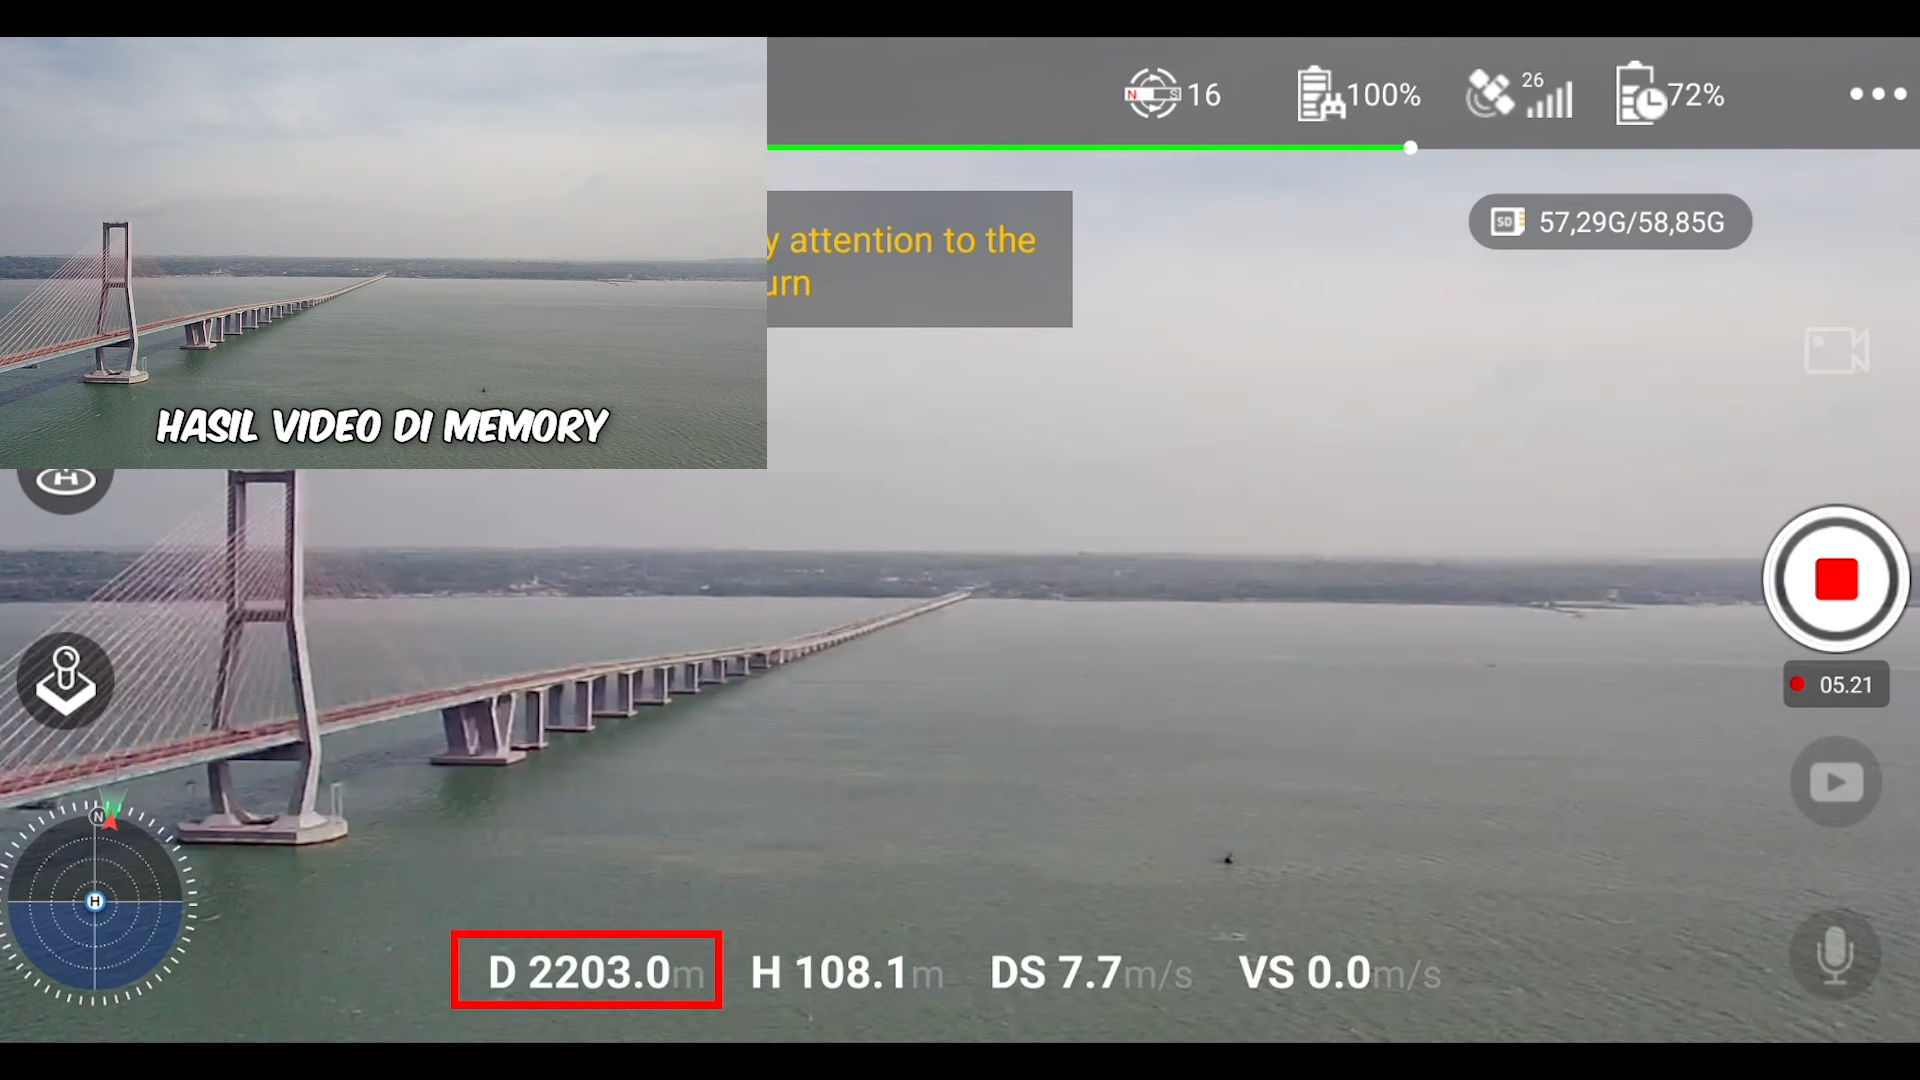 N S 16
100%
26
72%
y attention to the
urn
SD 57,29G/58,85G
HASIL VIDEO DI MEMORY
H
05.21
N
H
D 2203.0m H 108.1m DS 7.7m/s VS 0.0m/s